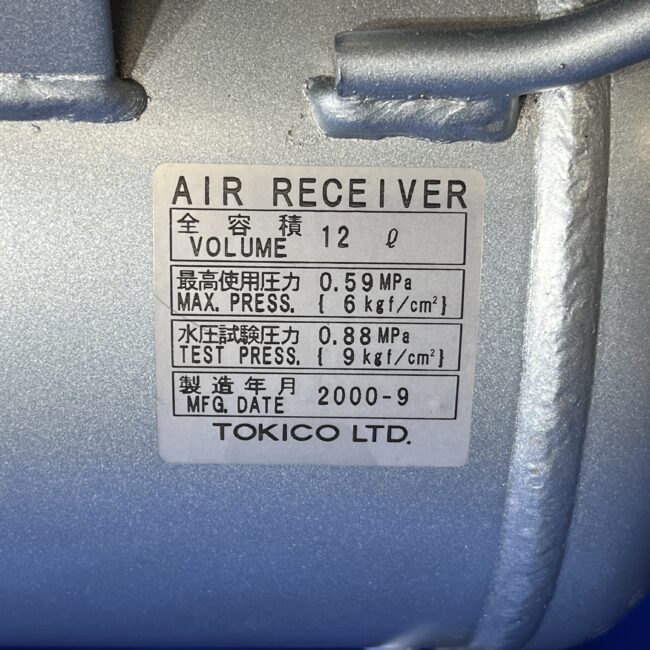 AIR RECEIVER
全容積 VOLUME 12 ℓ
最高使用圧力 0.59 MPa
MAX. PRESS. { 6 kgf/cm² }
水圧試験圧力 0.88 MPa
TEST PRESS. { 9 kgf/cm² }
製造年月 MFG. DATE 2000-9
TOKICO LTD.